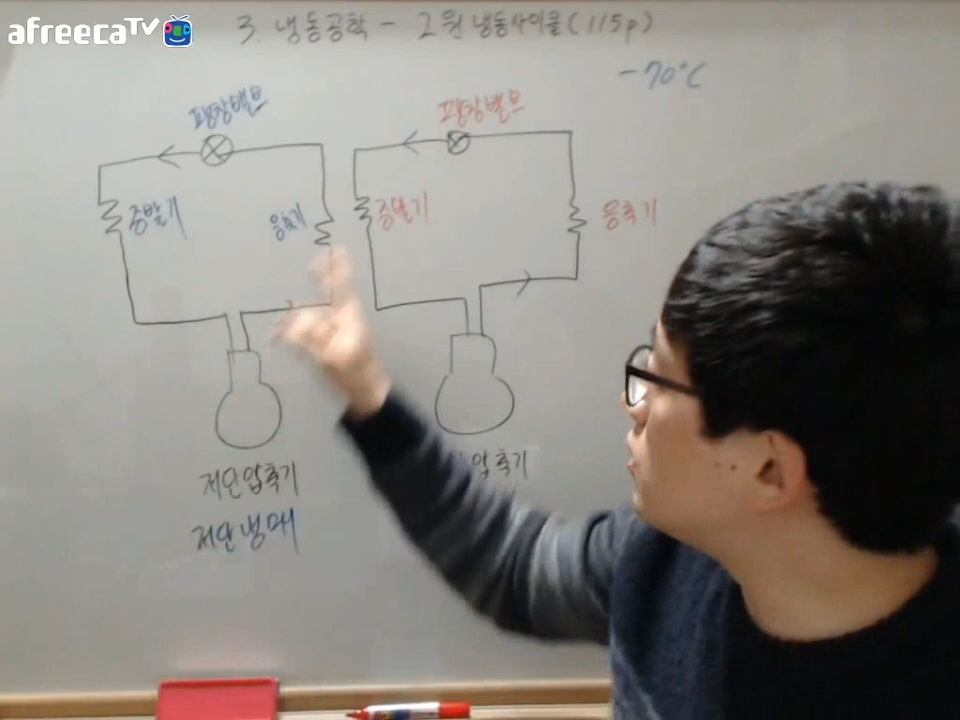 afreecaTV
3. 냉동공학 - 2원 냉동사이클(115p)
-70°C
팽창밸브
팽창밸브
증발기
응축기
증발기
응축기
저단압축기
압축기
저단냉매